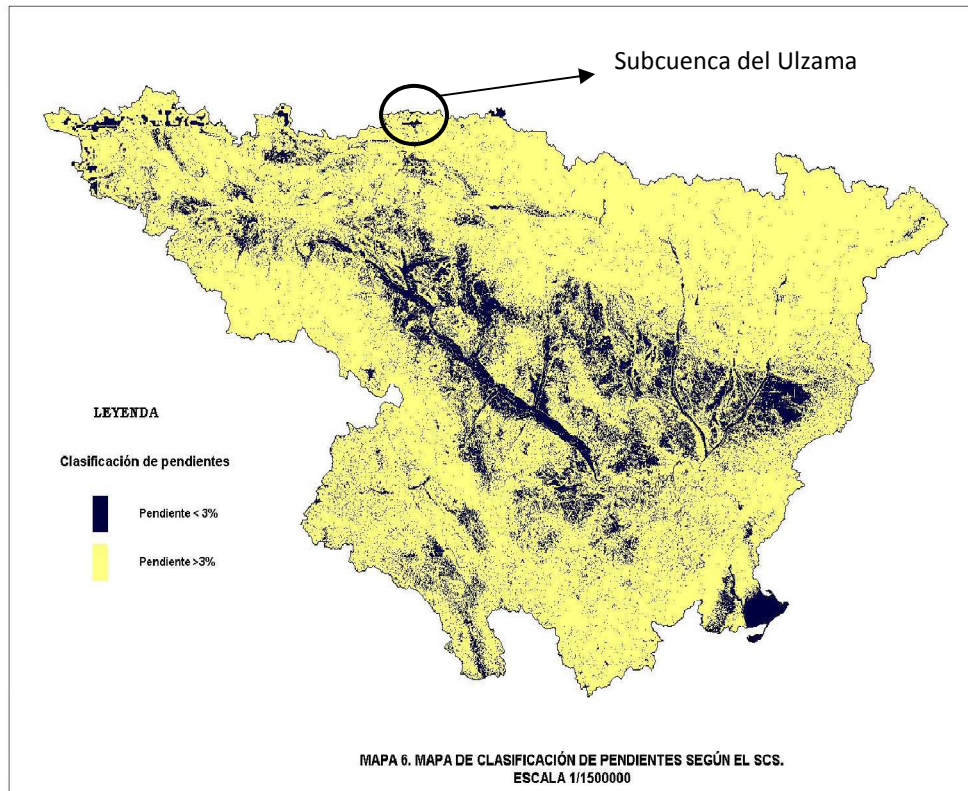 Subcuenca del Ulzama
LEYENDA
Clasificación de pendientes
Pendiente < 3%
Pendiente >3%
MAPA 6. MAPA DE CLASIFICACIÓN DE PENDIENTES SEGÚN EL SCS.
ESCALA 1/1500000